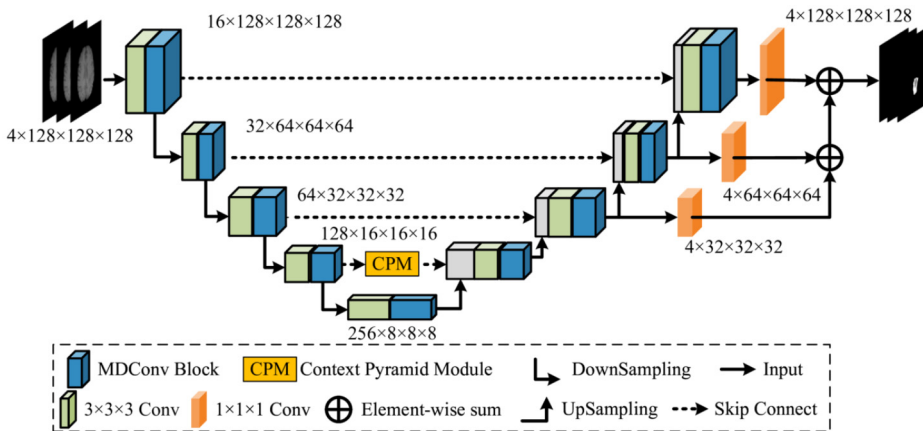 16×128×128×128
4×128×128×128
4×128×128×128
32×64×64×64
4×64×64×64
64×32×32×32
4×32×32×32
128×16×16×16
CPM
256×8×8×8
MDConv Block
CPM Context Pyramid Module
DownSampling
Input
3×3×3 Conv
1×1×1 Conv
Element-wise sum
UpSampling
Skip Connect